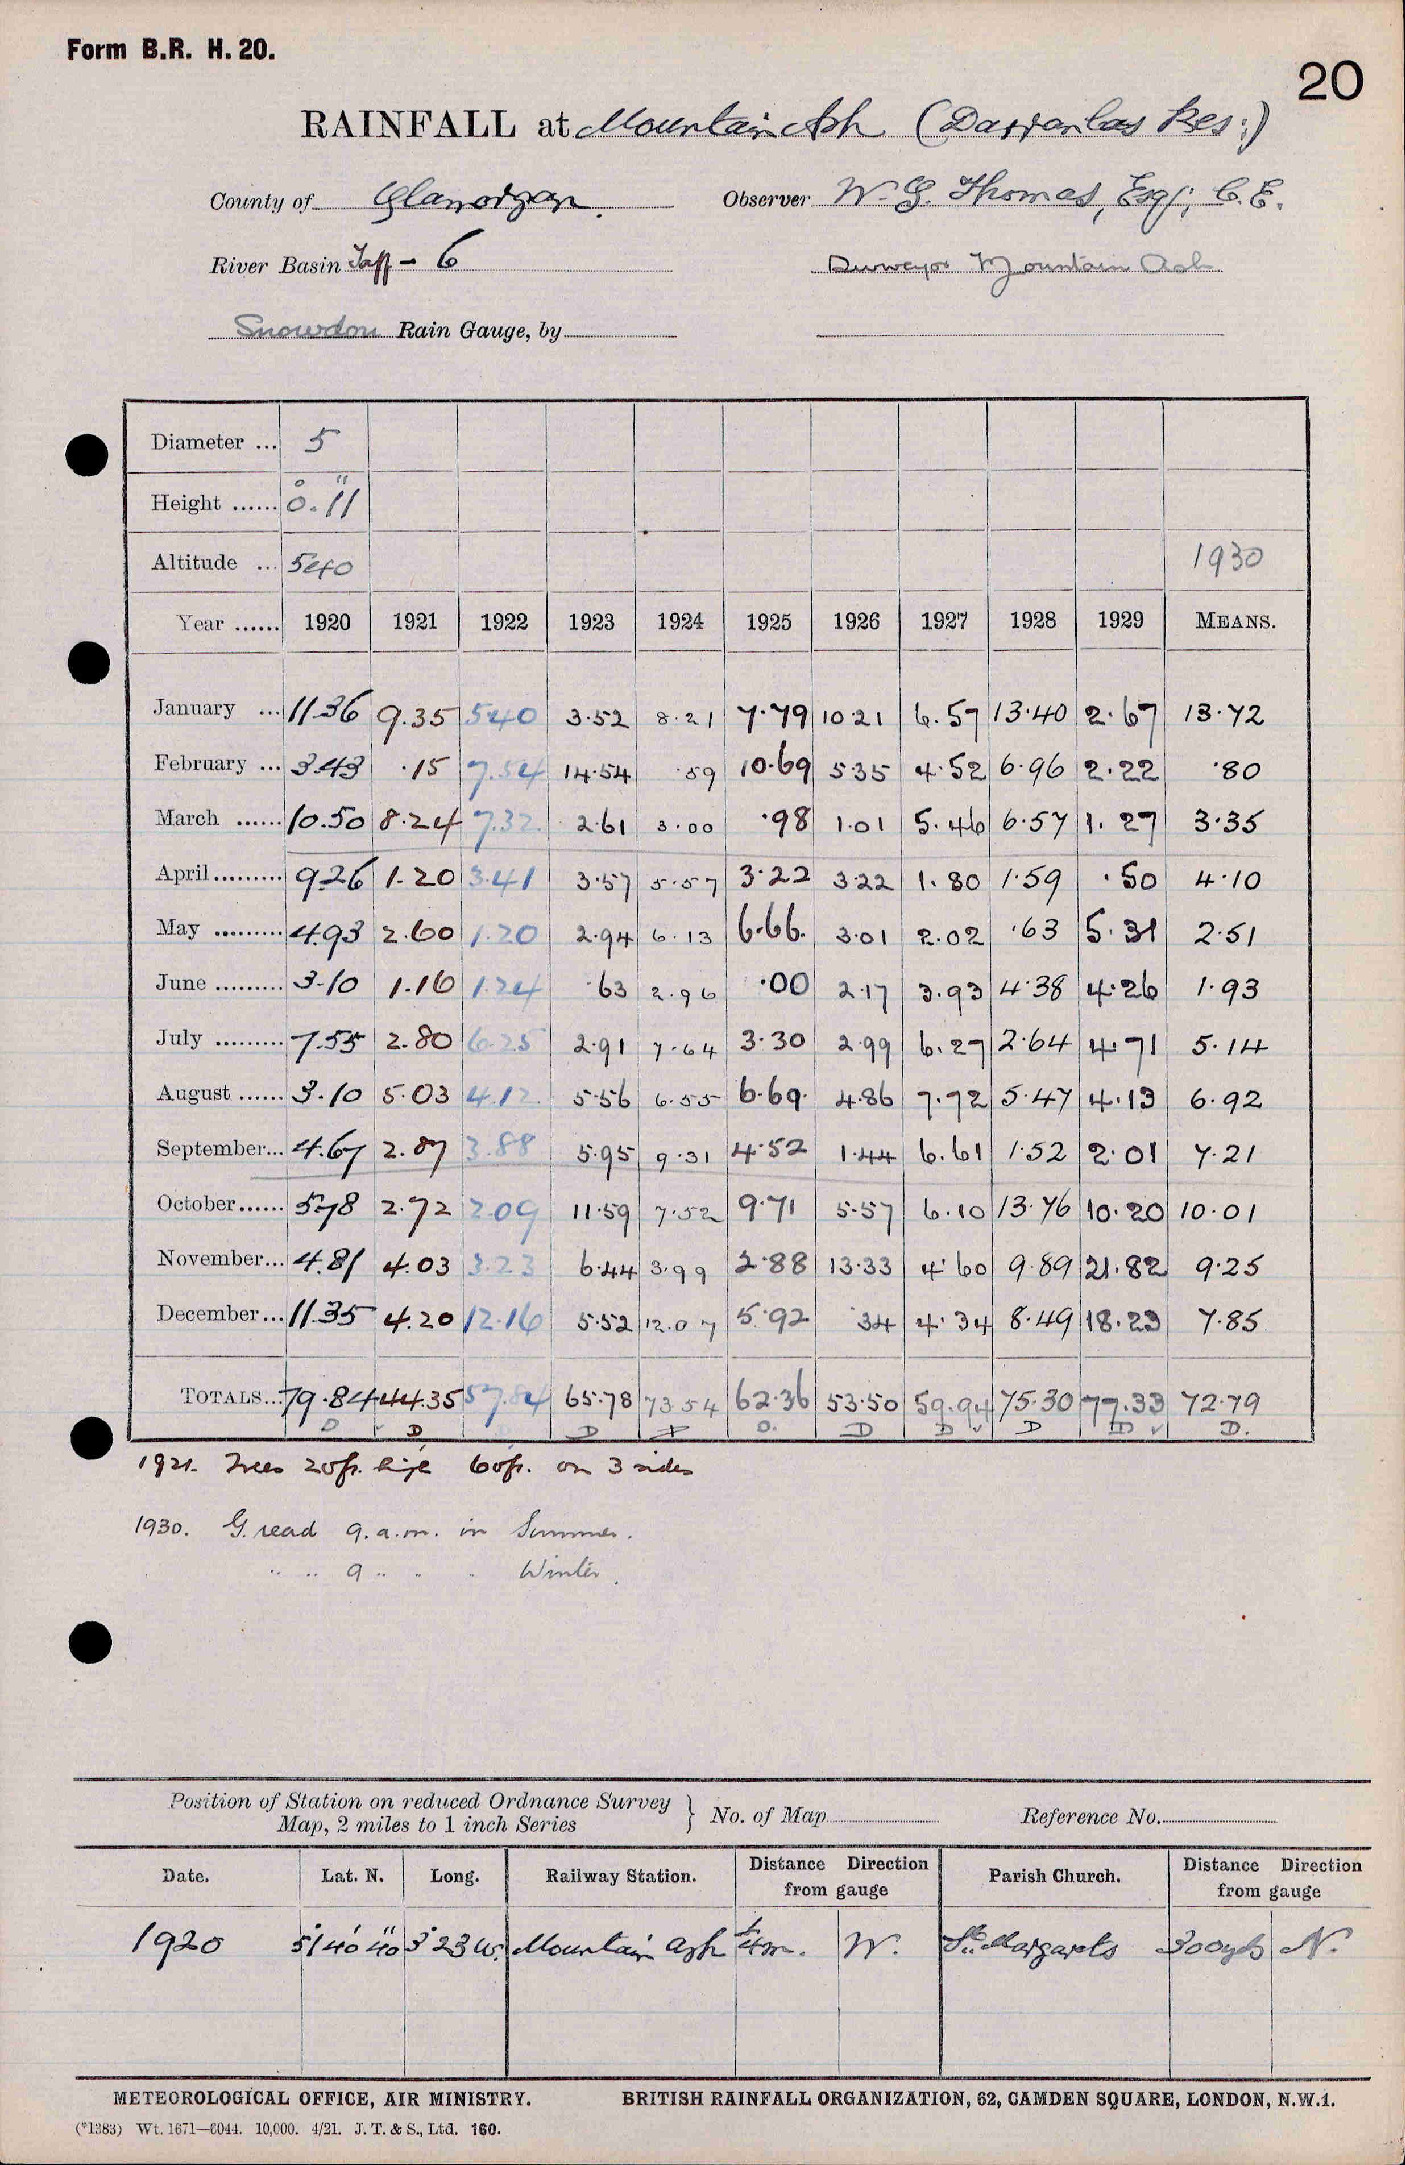 Form B.R. H. 20.
20
RAINFALL at Mountain Ash (Darranlas Res:)
County of Glamorgan. Observer W. G. Thomas, Esq; C.E.
River Basin Taff - 6 Surveyor Mountain Ash
Snowdon Rain Gauge, by
Diameter ... 5
Height ...... 0. 11
Altitude ... 540 1930
Year ...... 1920 1921 1922 1923 1924 1925 1926 1927 1928 1929 MEANS.
January ... 11.36 9.35 5.40 3.52 8.21 7.79 10.21 6.57 13.40 2.67 13.72
February ... 3.43 .15 7.54 14.54 .59 10.69 5.35 4.52 6.96 2.22 .80
March ...... 10.50 8.24 7.32 2.61 3.00 .98 1.01 5.46 6.57 1.27 3.35
April......... 9.26 1.20 3.41 3.57 5.57 3.22 3.22 1.80 1.59 .50 4.10
May ......... 4.93 2.60 1.20 2.94 6.13 6.66 3.01 2.02 .63 5.31 2.51
June ......... 3.10 1.16 1.24 .63 2.96 .00 2.17 3.93 4.38 4.26 1.93
July ......... 7.55 2.80 6.25 2.91 7.64 3.30 2.99 6.27 2.64 4.71 5.14
August ...... 3.10 5.03 4.12 5.56 6.55 6.69 4.86 7.72 5.47 4.13 6.92
September... 4.67 2.87 3.88 5.95 9.31 4.52 1.44 6.61 1.52 2.01 7.21
October...... 5.78 2.72 2.09 11.59 7.52 9.71 5.57 6.10 13.76 10.20 10.01
November... 4.81 4.03 3.23 6.44 3.99 2.88 13.33 4.60 9.89 21.82 9.25
December... 11.35 4.20 12.16 5.52 12.07 5.92 .34 4.34 8.49 18.23 7.85
TOTALS... 79.84 44.35 57.84 65.78 73.54 62.36 53.50 59.94 75.30 77.33 72.79
D D D D D D D D D
1921. Trees 20ft. high 60ft. on 3 sides
1930. G. read 9.a.m. in Summer.
" " 9 " " " Winter.
Position of Station on reduced Ordnance Survey
Map, 2 miles to 1 inch Series } No. of Map Reference No.
Date. Lat. N. Long. Railway Station. Distance Direction from gauge Parish Church. Distance Direction from gauge
1920 51° 40' 40" 3° 23 W. Mountain Ash 1/4m. W. St. Margarets 300yds N.
METEOROLOGICAL OFFICE, AIR MINISTRY. BRITISH RAINFALL ORGANIZATION, 62, CAMDEN SQUARE, LONDON, N.W.1.
(*1383) Wt. 1671—6044. 10,000. 4/21. J. T. & S., Ltd. 160.